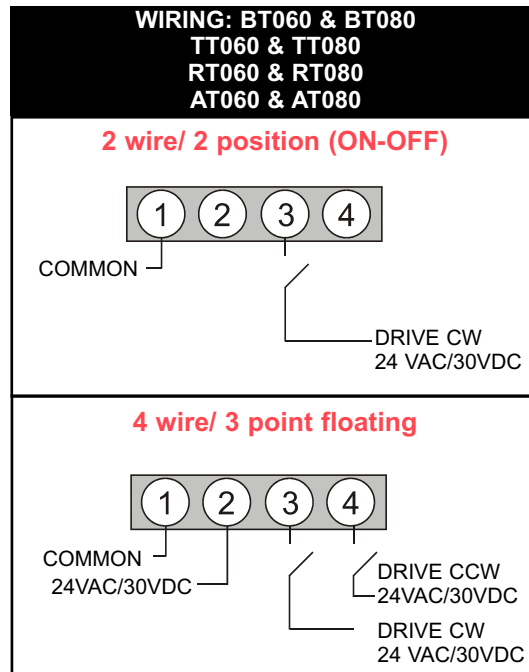 WIRING: BT060 & BT080
TT060 & TT080
RT060 & RT080
AT060 & AT080
2 wire/ 2 position (ON-OFF)
1 2 3 4
COMMON
DRIVE CW
24 VAC/30VDC
4 wire/ 3 point floating
1 2 3 4
COMMON
24VAC/30VDC
DRIVE CCW
24VAC/30VDC
DRIVE CW
24 VAC/30VDC